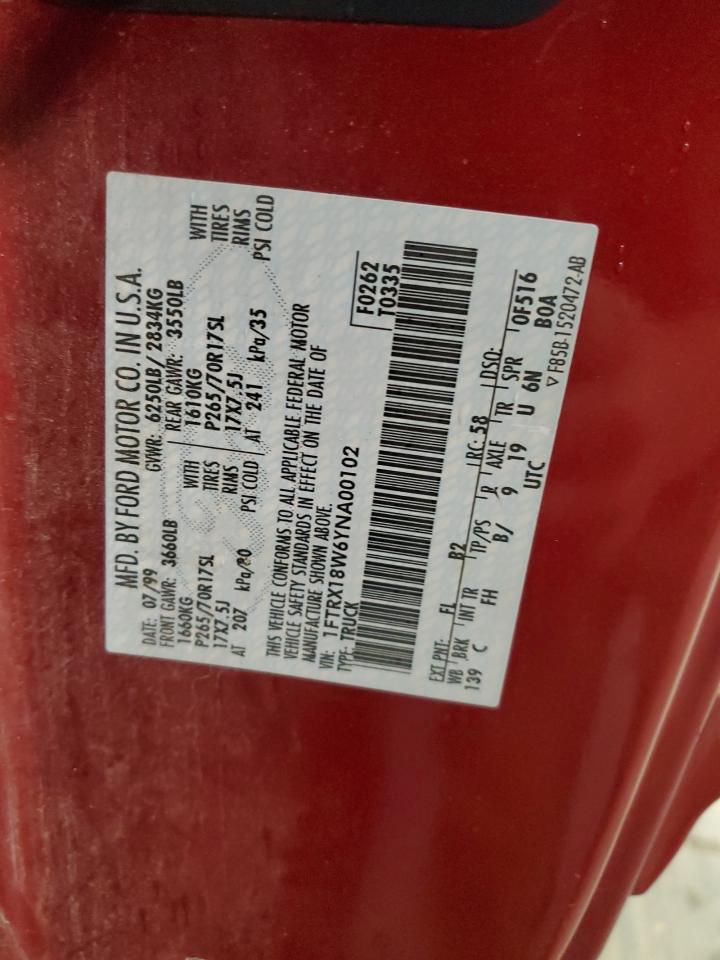 MFD. BY FORD MOTOR CO. IN U.S.A.
DATE: 07/99 GVWR: 6250LB/ 2834KG
FRONT GAWR: 3660LB REAR GAWR: 3550LB
1660KG WITH 1610KG WITH
P265/70R17SL TIRES P265/70R17SL TIRES
17X7.5J RIMS 17X7.5J RIMS
AT 207 kPa/30 PSI COLD AT 241 kPa/35 PSI COLD
THIS VEHICLE CONFORMS TO ALL APPLICABLE FEDERAL MOTOR
VEHICLE SAFETY STANDARDS IN EFFECT ON THE DATE OF
MANUFACTURE SHOWN ABOVE.
VIN: 1FTRX18W6YNA00102
TYPE: TRUCK
F0262
T0335
EXT PNT: FL B2 RC: 58 DSO:
WB BRK INT TR TP/PS R AXLE TR SPR 0F516
139 C FH B/ 9 19 U 6N B0A
UTC
▽ F85B-1520472-AB